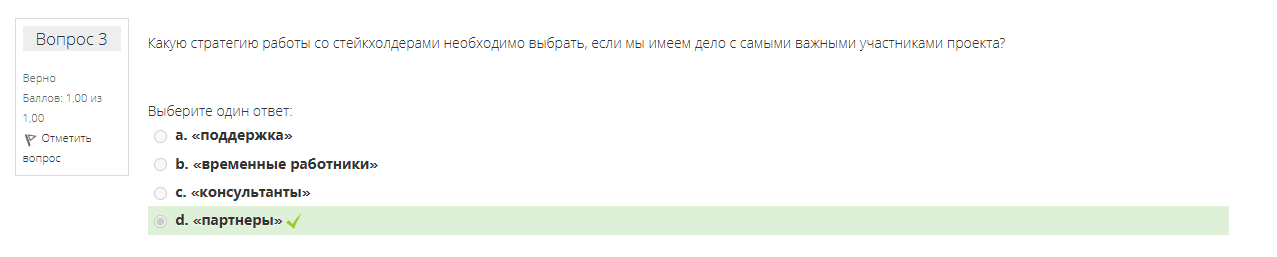 Вопрос 3
Верно
Баллов: 1,00 из
1,00
Отметить
вопрос
Какую стратегию работы со стейкхолдерами необходимо выбрать, если мы имеем дело с самыми важными участниками проекта?
Выберите один ответ:
a. «поддержка»
b. «временные работники»
c. «консультанты»
d. «партнеры»